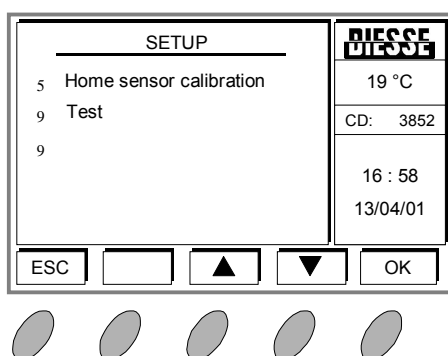 SETUP
5 Home sensor calibration
9 Test
9
DIESSE
19 °C
CD: 3852
16 : 58
13/04/01
ESC ▲ ▼ OK